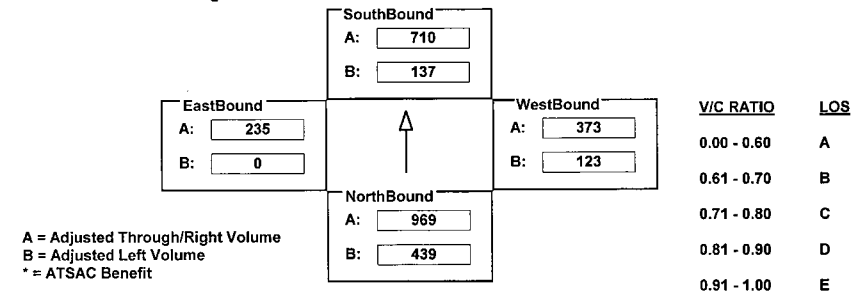 SouthBound
A: 710
B: 137
EastBound
A: 235
B: 0
WestBound
A: 373
B: 123
NorthBound
A: 969
B: 439
A = Adjusted Through/Right Volume
B = Adjusted Left Volume
* = ATSAC Benefit
V/C RATIO LOS
0.00 - 0.60 A
0.61 - 0.70 B
0.71 - 0.80 C
0.81 - 0.90 D
0.91 - 1.00 E